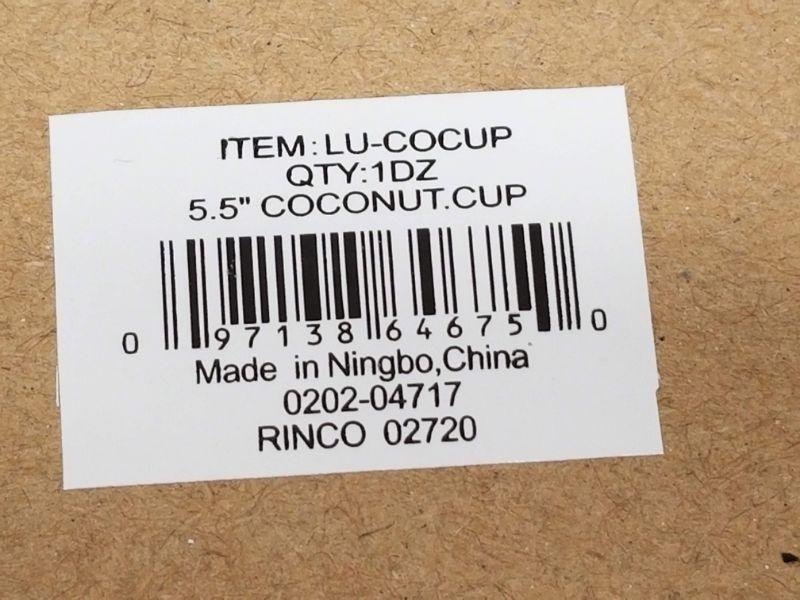 ITEM:LU-COCUP
QTY:1DZ
5.5" COCONUT.CUP
0 97138 64675 0
Made in Ningbo,China
0202-04717
RINCO 02720